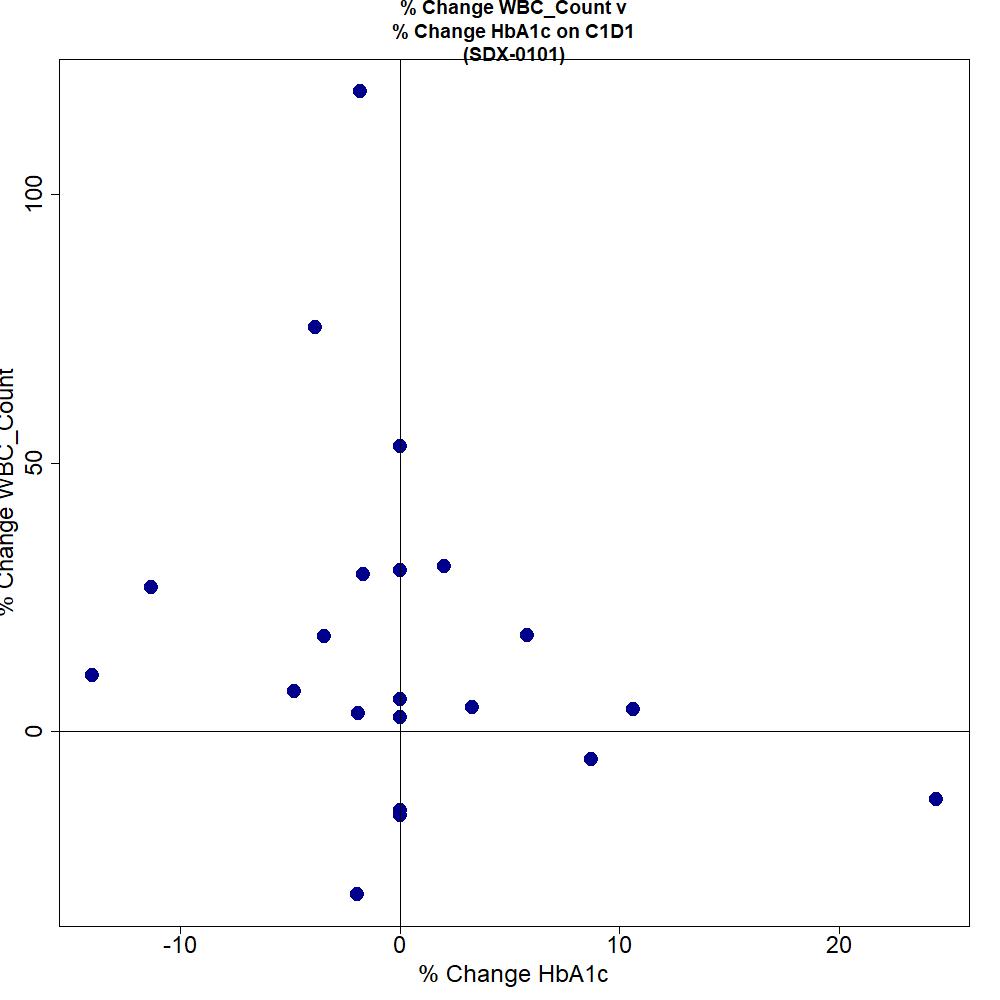 % Change WBC_Count v
% Change HbA1c on C1D1
(SDX-0101)
% Change WBC_Count
100
50
0
-10
0
10
20
% Change HbA1c